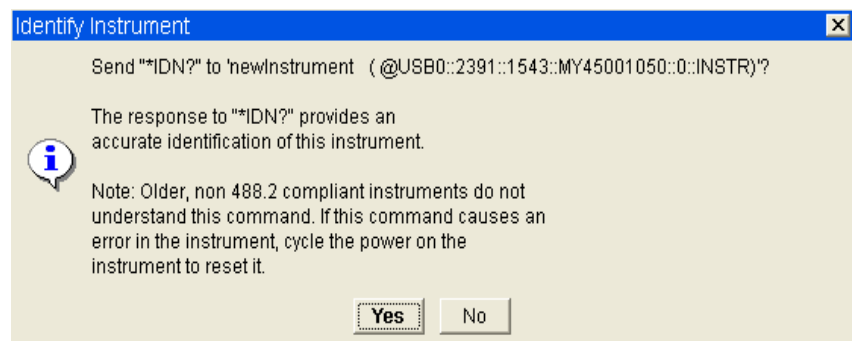 Identify Instrument
Send "*IDN?" to 'newInstrument ( @USB0::2391::1543::MY45001050::0::INSTR)'?
The response to "*IDN?" provides an
accurate identification of this instrument.
Note: Older, non 488.2 compliant instruments do not
understand this command. If this command causes an
error in the instrument, cycle the power on the
instrument to reset it.
Yes No